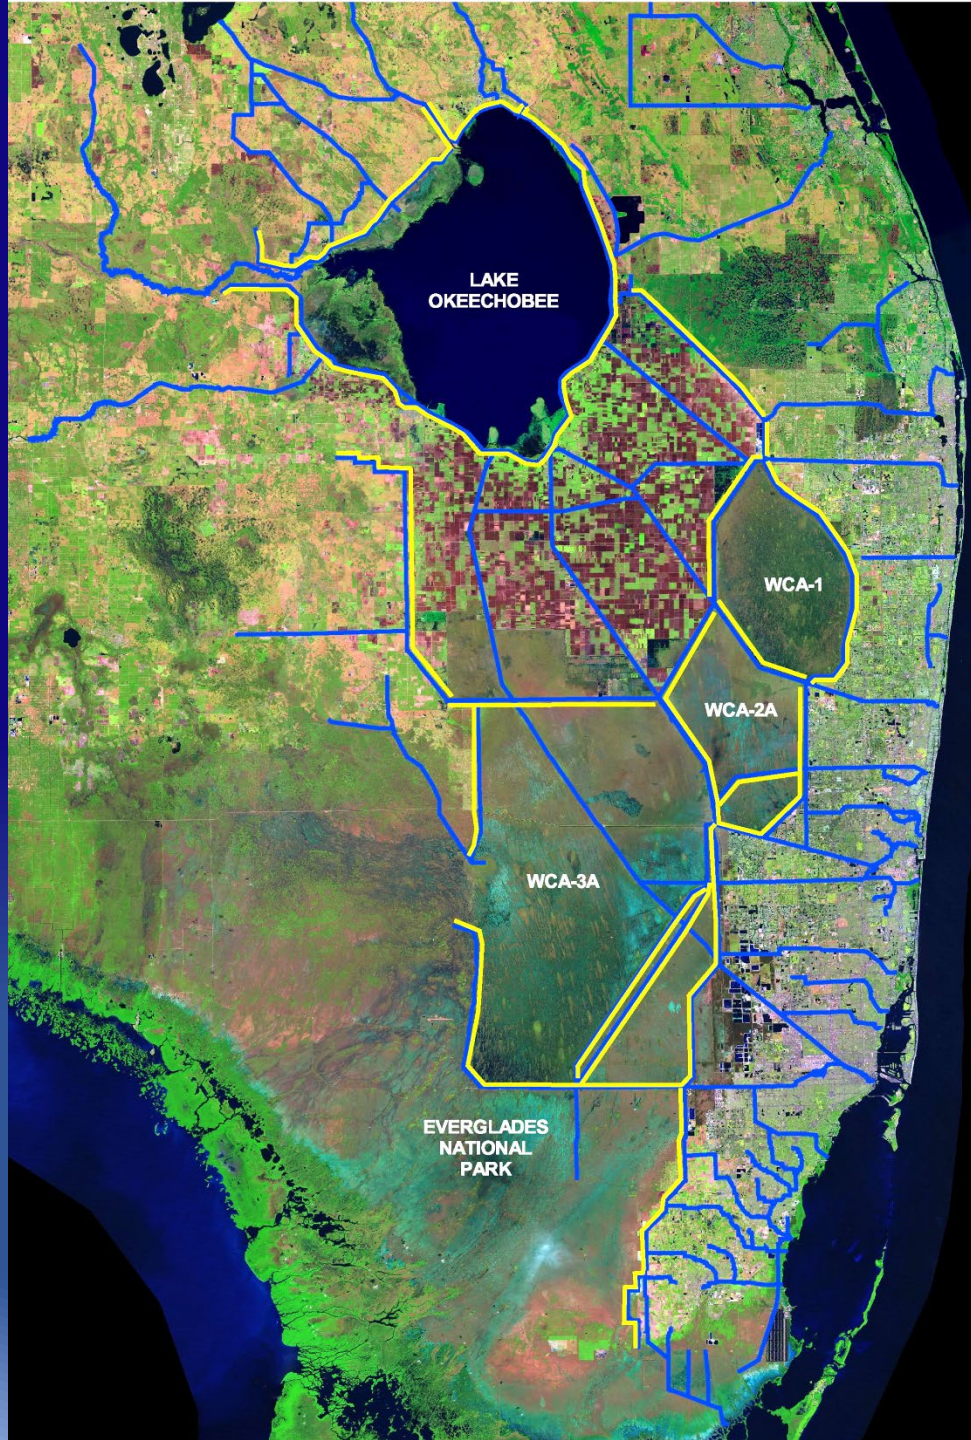 LAKE
OKEECHOBEE
WCA-1
WCA-2A
WCA-3A
EVERGLADES
NATIONAL
PARK